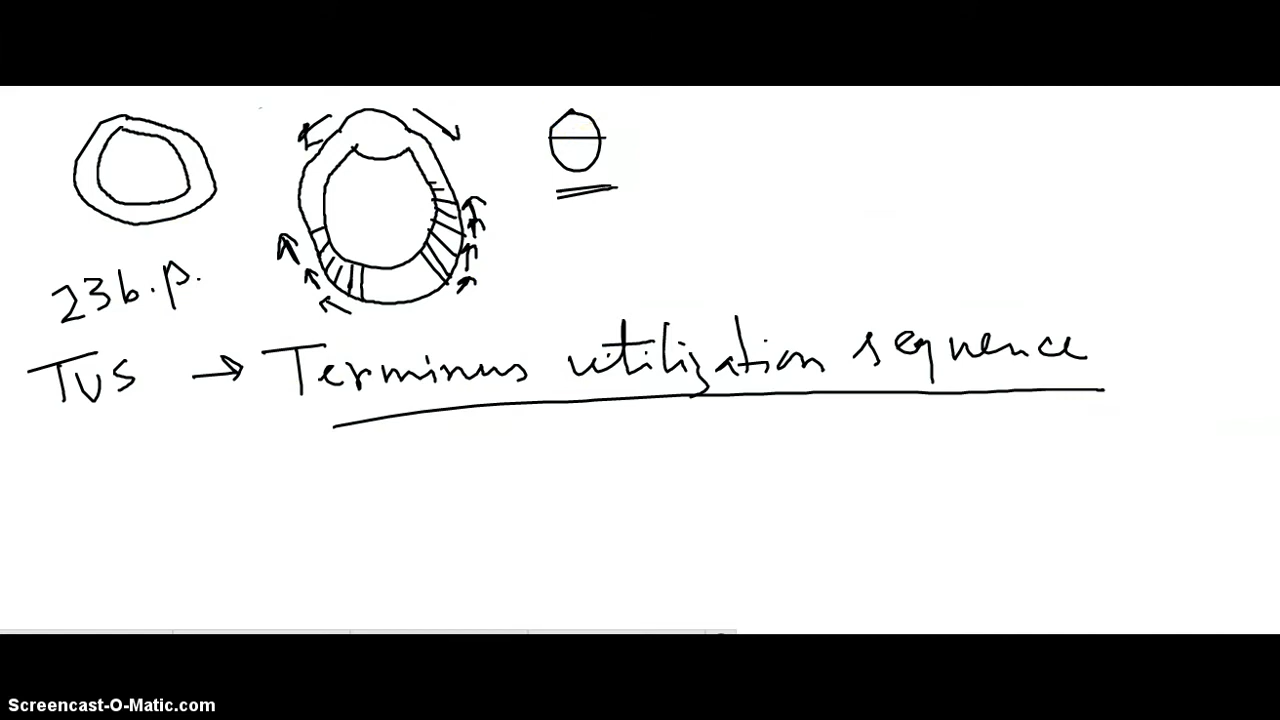 23 b.p.
Tus → Terminus utilization sequence
Screencast-O-Matic.com